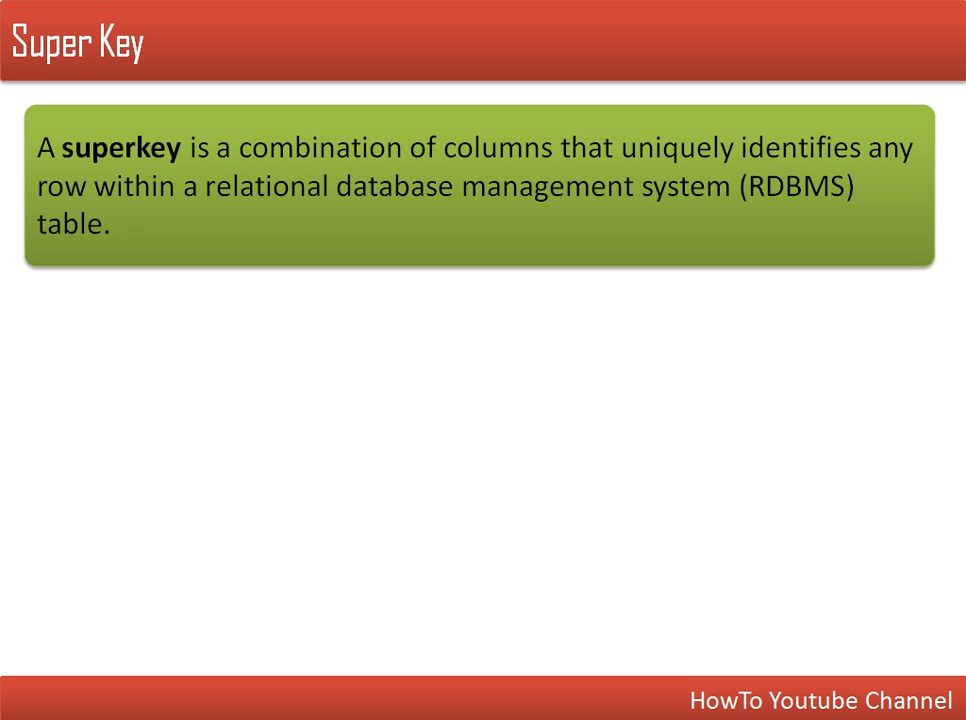 Super Key
A superkey is a combination of columns that uniquely identifies any
row within a relational database management system (RDBMS)
table.
HowTo Youtube Channel